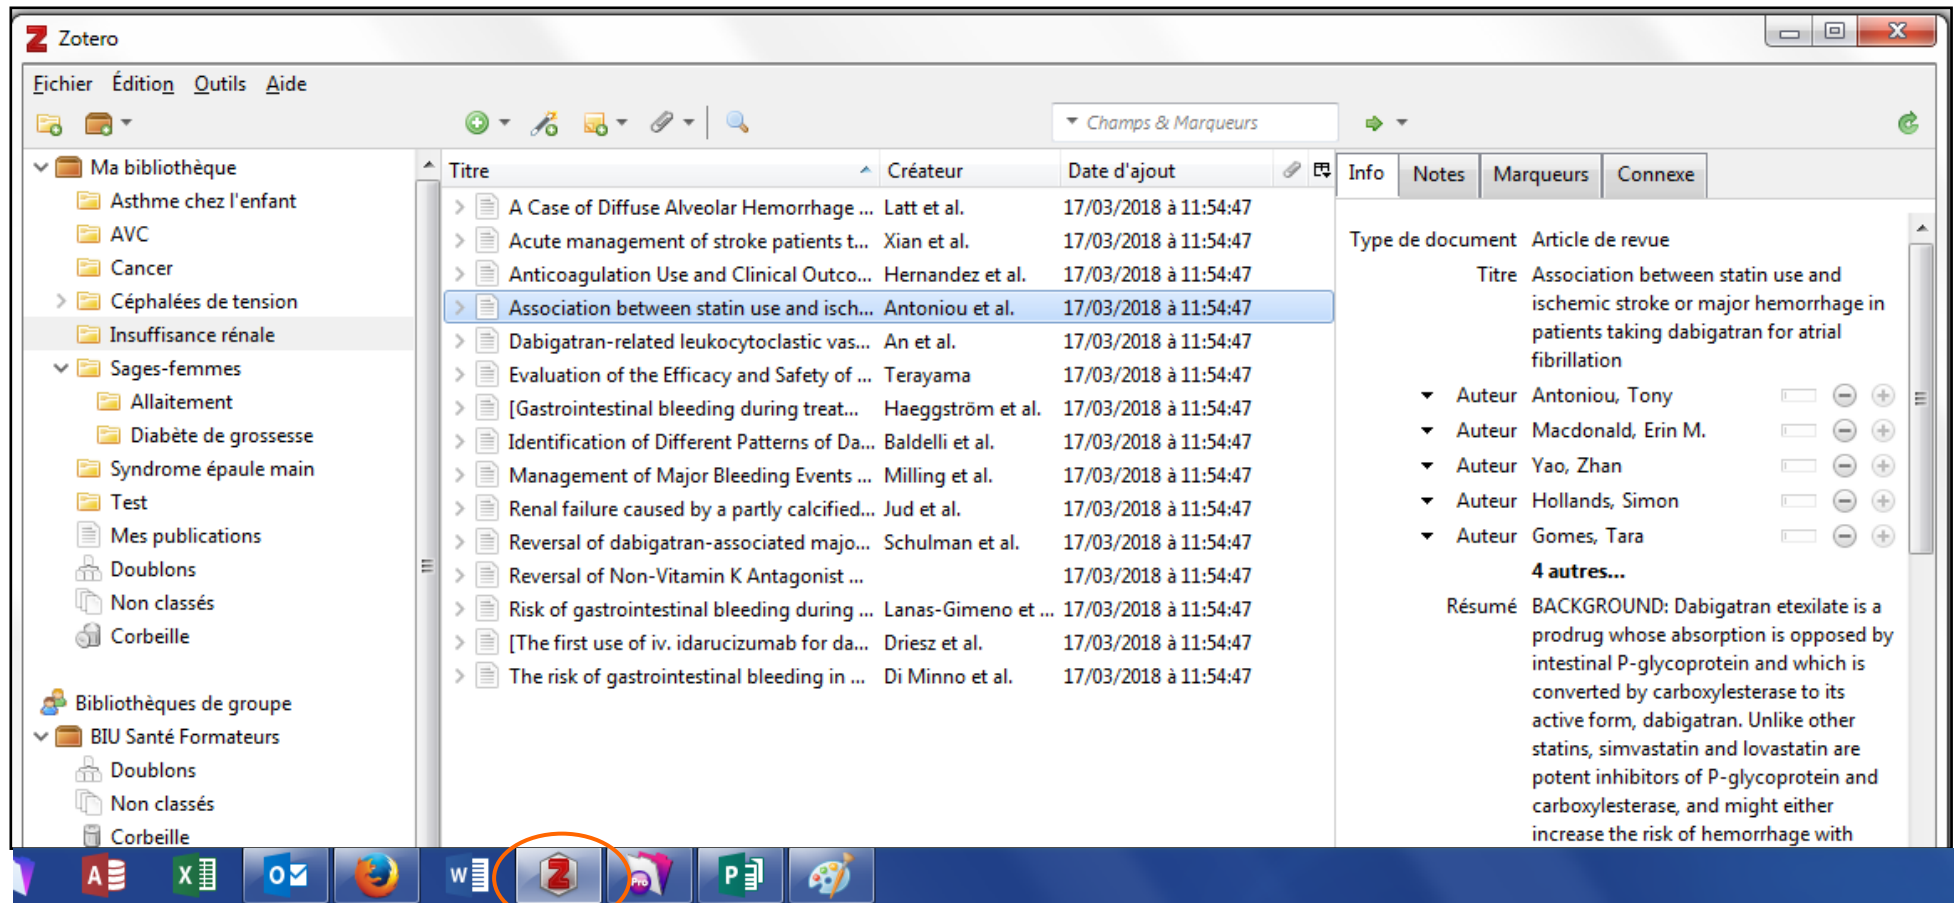 Zotero
Fichier Édition Outils Aide
Champs & Marqueurs
Ma bibliothèque
Asthme chez l'enfant
AVC
Cancer
Céphalées de tension
Insuffisance rénale
Sages-femmes
Allaitement
Diabète de grossesse
Syndrome épaule main
Test
Mes publications
Doublons
Non classés
Corbeille
Bibliothèques de groupe
BIU Santé Formateurs
Doublons
Non classés
Corbeille
Titre Créateur Date d'ajout
A Case of Diffuse Alveolar Hemorrhage ... Latt et al. 17/03/2018 à 11:54:47
Acute management of stroke patients t... Xian et al. 17/03/2018 à 11:54:47
Anticoagulation Use and Clinical Outco... Hernandez et al. 17/03/2018 à 11:54:47
Association between statin use and isch... Antoniou et al. 17/03/2018 à 11:54:47
Dabigatran-related leukocytoclastic vas... An et al. 17/03/2018 à 11:54:47
Evaluation of the Efficacy and Safety of ... Terayama 17/03/2018 à 11:54:47
[Gastrointestinal bleeding during treat... Haeggström et al. 17/03/2018 à 11:54:47
Identification of Different Patterns of Da... Baldelli et al. 17/03/2018 à 11:54:47
Management of Major Bleeding Events ... Milling et al. 17/03/2018 à 11:54:47
Renal failure caused by a partly calcified... Jud et al. 17/03/2018 à 11:54:47
Reversal of dabigatran-associated majo... Schulman et al. 17/03/2018 à 11:54:47
Reversal of Non-Vitamin K Antagonist ... 17/03/2018 à 11:54:47
Risk of gastrointestinal bleeding during ... Lanas-Gimeno et ... 17/03/2018 à 11:54:47
[The first use of iv. idarucizumab for da... Driesz et al. 17/03/2018 à 11:54:47
The risk of gastrointestinal bleeding in ... Di Minno et al. 17/03/2018 à 11:54:47
Info Notes Marqueurs Connexe
Type de document Article de revue
Titre Association between statin use and
ischemic stroke or major hemorrhage in
patients taking dabigatran for atrial
fibrillation
Auteur Antoniou, Tony
Auteur Macdonald, Erin M.
Auteur Yao, Zhan
Auteur Hollands, Simon
Auteur Gomes, Tara
4 autres...
Résumé BACKGROUND: Dabigatran etexilate is a
prodrug whose absorption is opposed by
intestinal P-glycoprotein and which is
converted by carboxylesterase to its
active form, dabigatran. Unlike other
statins, simvastatin and lovastatin are
potent inhibitors of P-glycoprotein and
carboxylesterase, and might either
increase the risk of hemorrhage with
Pro